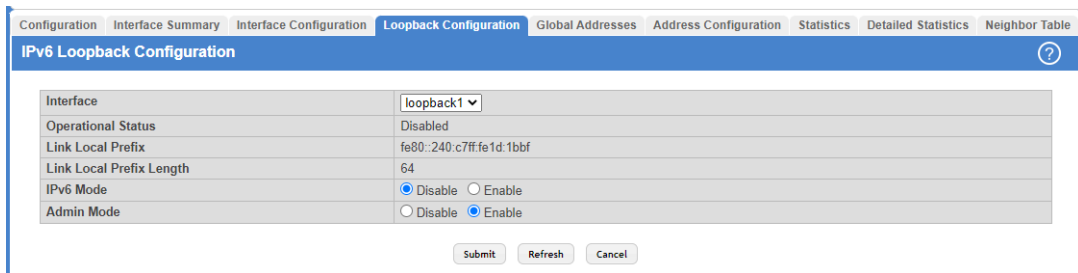 Configuration Interface Summary Interface Configuration Loopback Configuration Global Addresses Address Configuration Statistics Detailed Statistics Neighbor Table
IPv6 Loopback Configuration ?
Interface loopback1
Operational Status Disabled
Link Local Prefix fe80::240:c7ff:fe1d:1bbf
Link Local Prefix Length 64
IPv6 Mode Disable Enable
Admin Mode Disable Enable
Submit Refresh Cancel